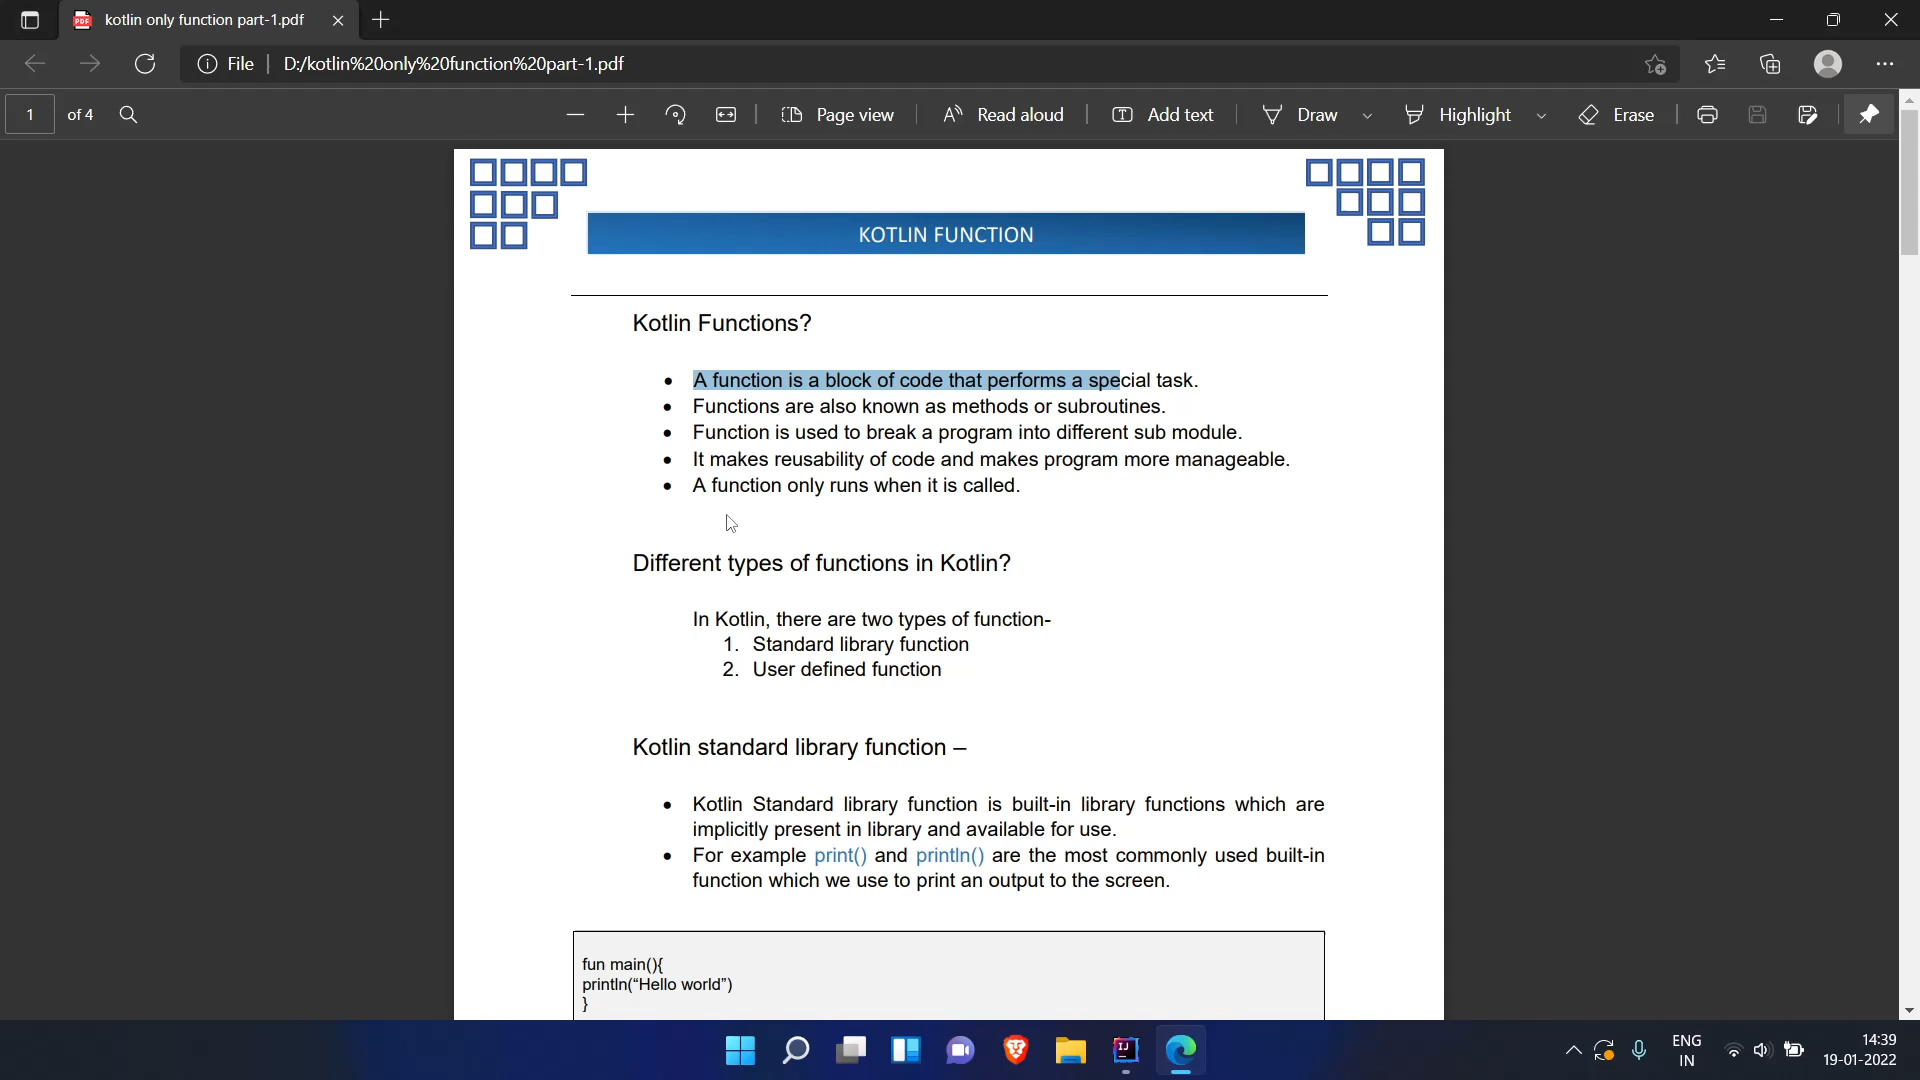 kotlin only function part-1.pdf
File D:/kotlin%20only%20function%20part-1.pdf
1 of 4 Page view Read aloud Add text Draw Highlight Erase
KOTLIN FUNCTION
Kotlin Functions?
• A function is a block of code that performs a special task.
• Functions are also known as methods or subroutines.
• Function is used to break a program into different sub module.
• It makes reusability of code and makes program more manageable.
• A function only runs when it is called.
Different types of functions in Kotlin?
In Kotlin, there are two types of function-
1. Standard library function
2. User defined function
Kotlin standard library function –
• Kotlin Standard library function is built-in library functions which are
implicitly present in library and available for use.
• For example print() and println() are the most commonly used built-in
function which we use to print an output to the screen.
fun main(){
println(“Hello world”)
}
ENG
IN
14:39
19-01-2022